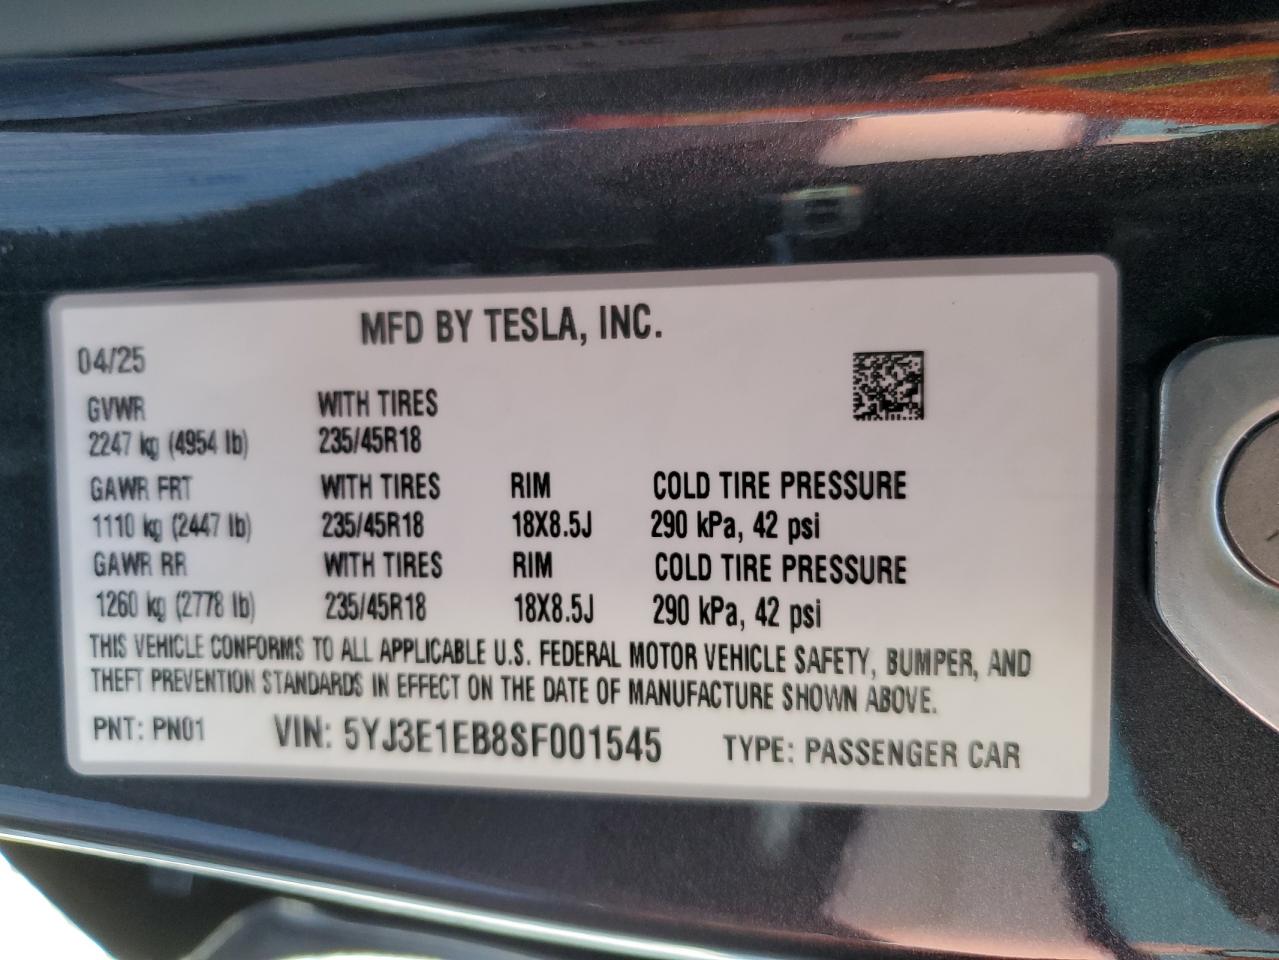 MFD BY TESLA, INC.
04/25
GVWR WITH TIRES
2247 kg (4954 lb) 235/45R18
GAWR FRT WITH TIRES RIM COLD TIRE PRESSURE
1110 kg (2447 lb) 235/45R18 18X8.5J 290 kPa, 42 psi
GAWR RR WITH TIRES RIM COLD TIRE PRESSURE
1260 kg (2778 lb) 235/45R18 18X8.5J 290 kPa, 42 psi
THIS VEHICLE CONFORMS TO ALL APPLICABLE U.S. FEDERAL MOTOR VEHICLE SAFETY, BUMPER, AND
THEFT PREVENTION STANDARDS IN EFFECT ON THE DATE OF MANUFACTURE SHOWN ABOVE.
PNT: PN01 VIN: 5YJ3E1EB8SF001545 TYPE: PASSENGER CAR